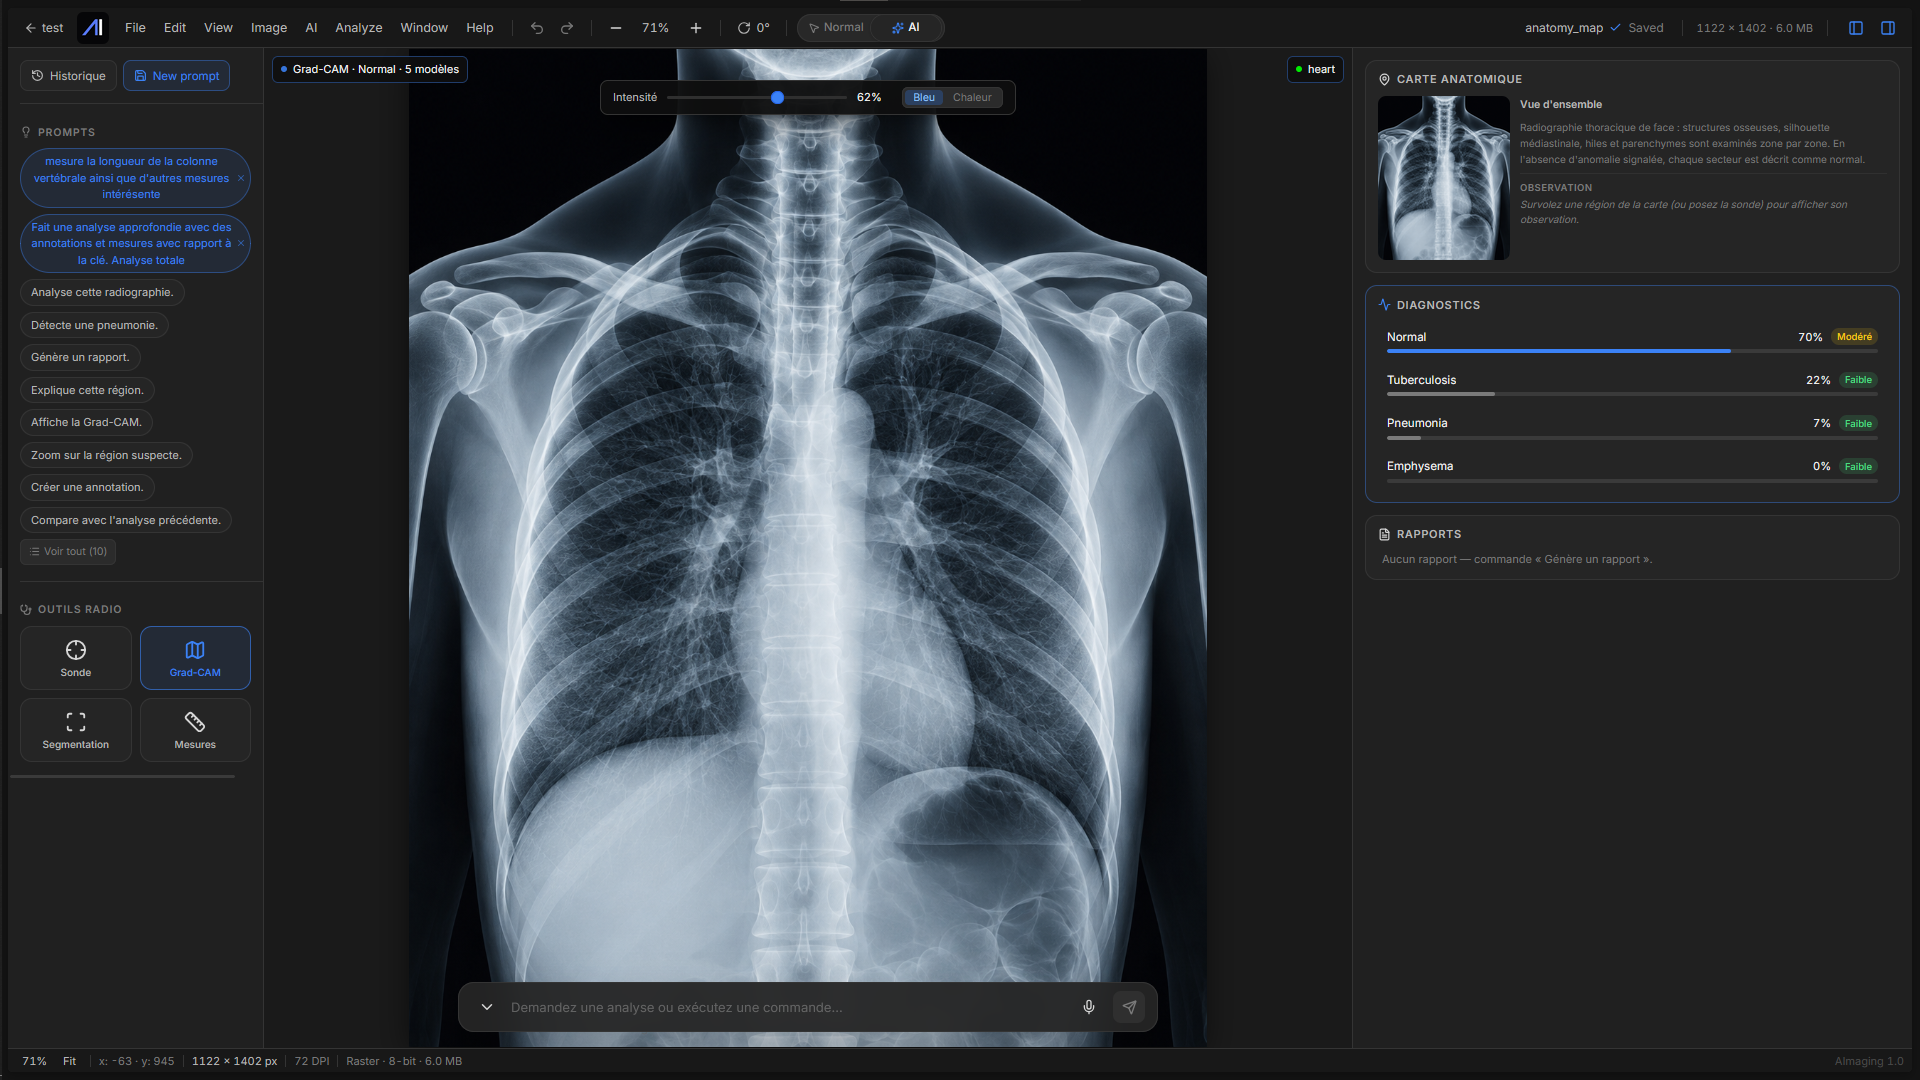 test
AI
File
Edit
View
Image
AI
Analyze
Window
Help
71%
0°
Normal
AI
anatomy_map
Saved
1122 × 1402 · 6.0 MB
Historique
New prompt
PROMPTS
mesure la longueur de la colonne
vertébrale ainsi que d'autres mesures
intérésente
×
Fait une analyse approfondie avec des
annotations et mesures avec rapport à
la clé. Analyse totale
×
Analyse cette radiographie.
Détecte une pneumonie.
Génère un rapport.
Explique cette région.
Affiche la Grad-CAM.
Zoom sur la région suspecte.
Créer une annotation.
Compare avec l'analyse précédente.
Voir tout (10)
OUTILS RADIO
Sonde
Grad-CAM
Segmentation
Mesures
Grad-CAM · Normal · 5 modèles
Intensité
62%
Bleu
Chaleur
heart
Demandez une analyse ou exécutez une commande...
CARTE ANATOMIQUE
Vue d'ensemble
Radiographie thoracique de face : structures osseuses, silhouette
médiastinale, hiles et parenchymes sont examinés zone par zone. En
l'absence d'anomalie signalée, chaque secteur est décrit comme normal.
OBSERVATION
Survolez une région de la carte (ou posez la sonde) pour afficher son
observation.
DIAGNOSTICS
Normal
70%
Modéré
Tuberculosis
22%
Faible
Pneumonia
7%
Faible
Emphysema
0%
Faible
RAPPORTS
Aucun rapport — commande « Génère un rapport ».
71%
Fit
x: -63 · y: 945
1122 × 1402 px
72 DPI
Raster · 8-bit · 6.0 MB
AImaging 1.0